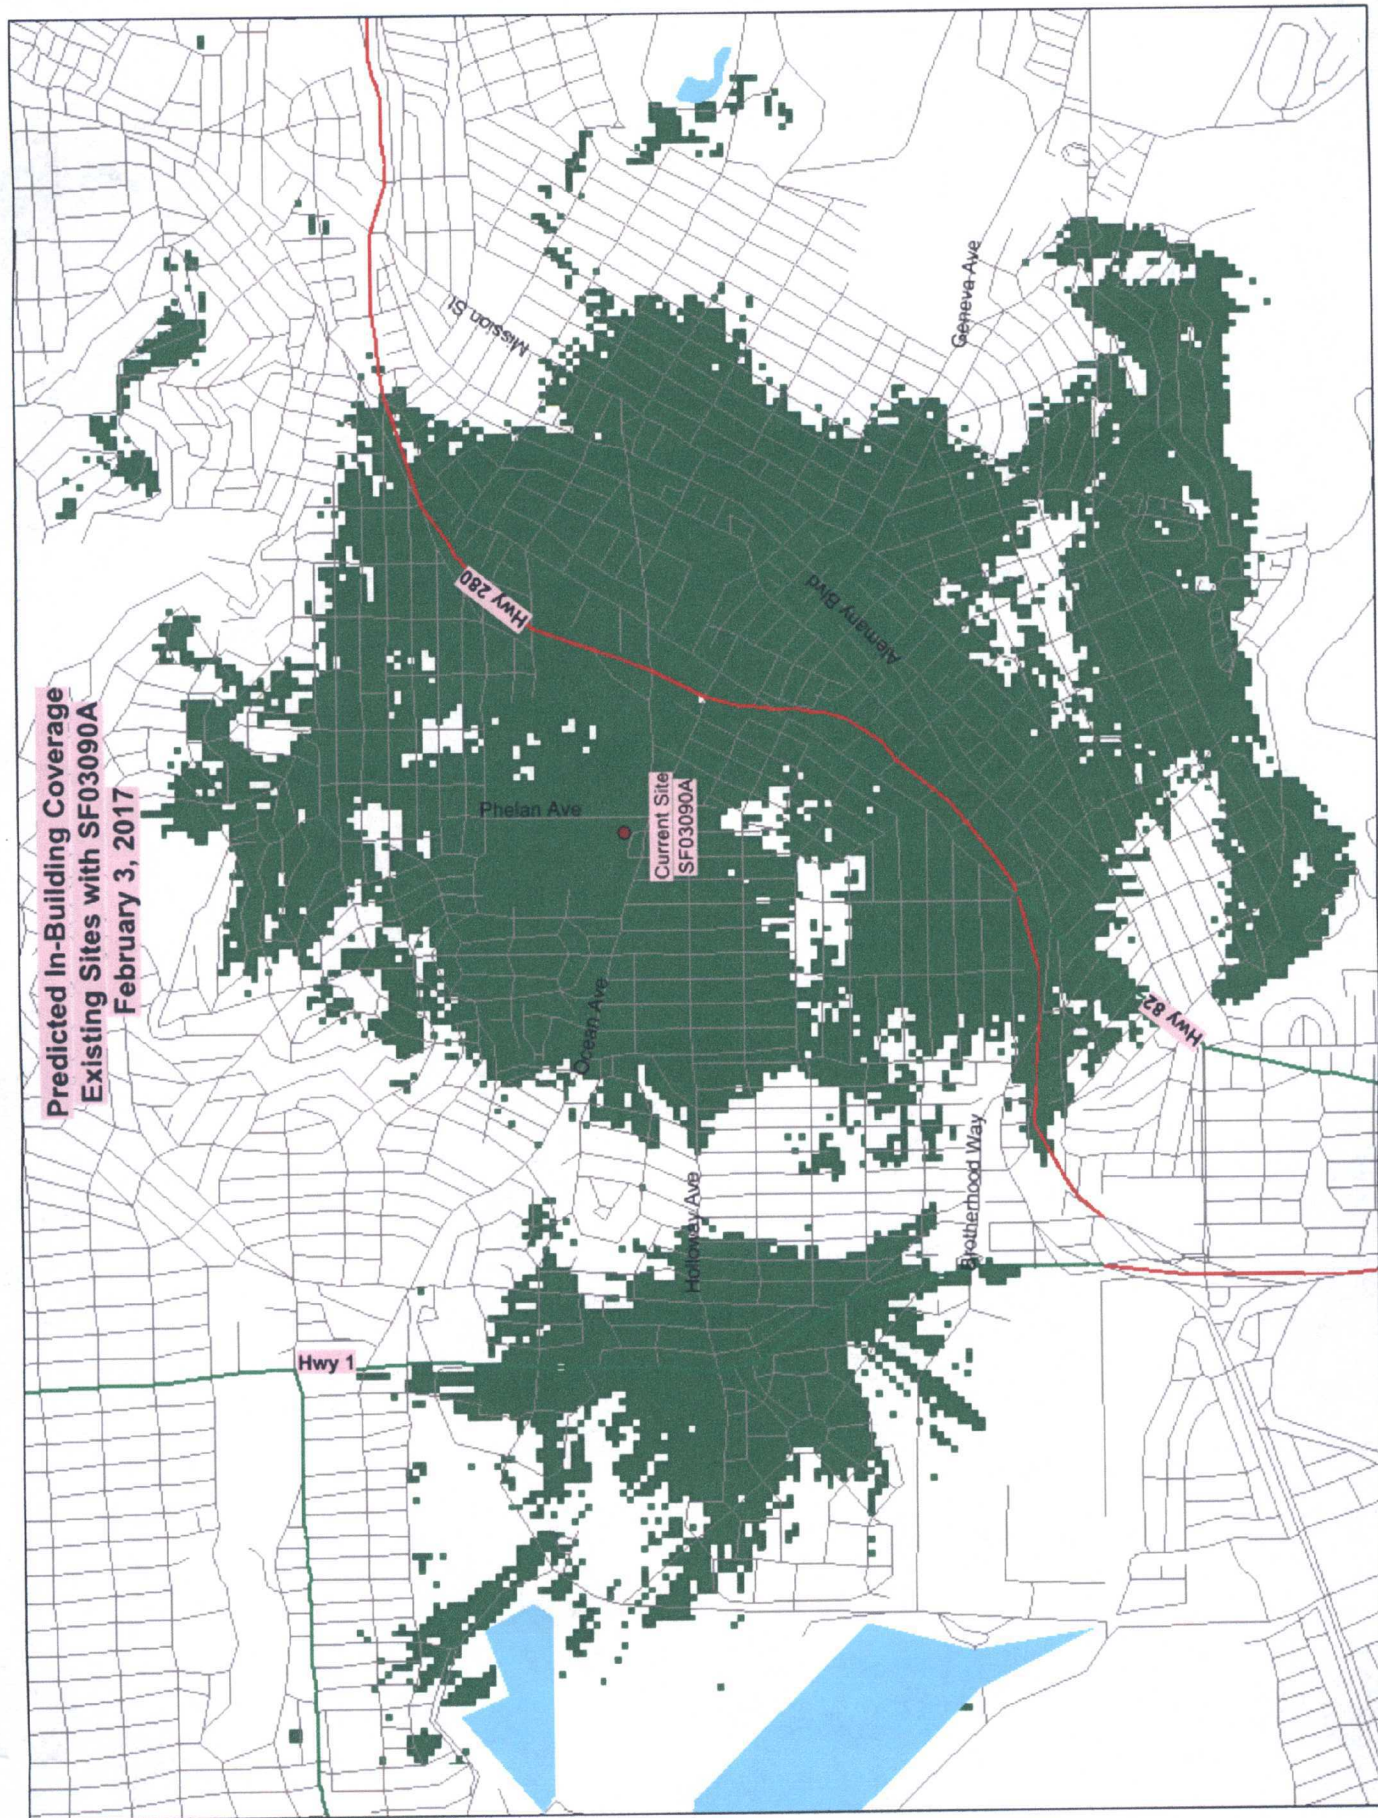 Predicted In-Building Coverage
Existing Sites with SF03090A
February 3, 2017
Mission St
Geneva Ave
Hwy 280
Alemany Blvd
Phelan Ave
Current Site
SF03090A
Ocean Ave
Hwy 82
Holloway Ave
Brotherhood Way
Hwy 1